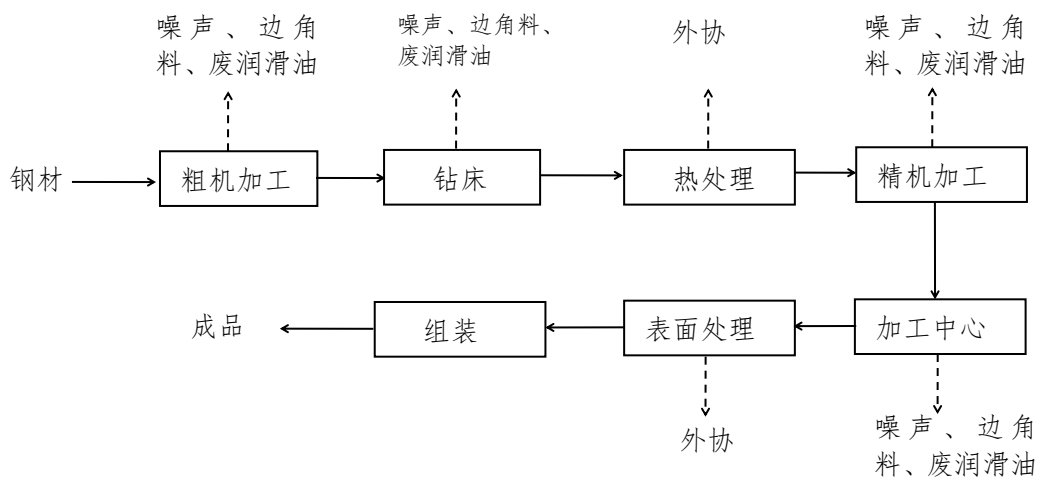 噪声、边角
料、废润滑油
噪声、边角料、
废润滑油
外协
噪声、边角
料、废润滑油
钢材
粗机加工
钻床
热处理
精机加工
成品
组装
表面处理
加工中心
外协
噪声、边角
料、废润滑油